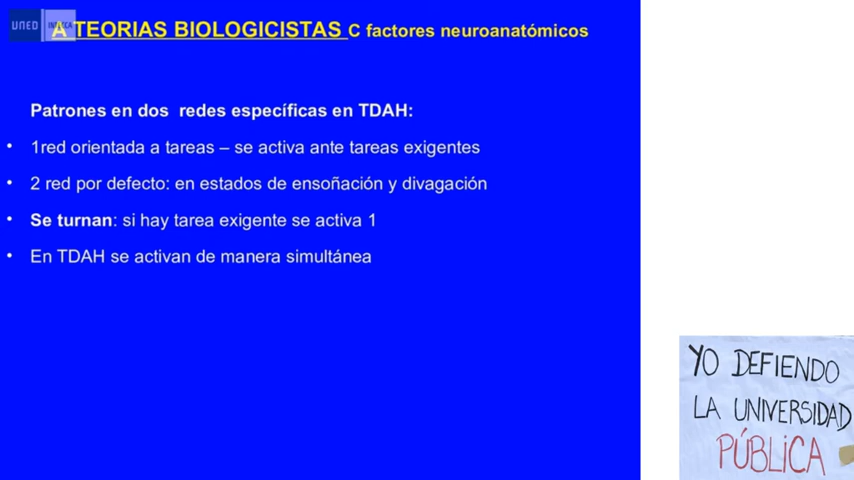 UNED
A TEORIAS BIOLOGICISTAS C factores neuroanatómicos
Patrones en dos redes específicas en TDAH:
• 1red orientada a tareas – se activa ante tareas exigentes
• 2 red por defecto: en estados de ensoñación y divagación
• Se turnan: si hay tarea exigente se activa 1
• En TDAH se activan de manera simultánea
YO DEFIENDO
LA UNIVERSIDAD
PÚBLICA